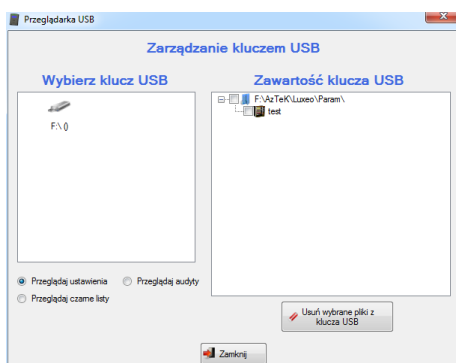 Przeglądarka USB
Zarządzanie kluczem USB
Wybierz klucz USB
Zawartość klucza USB
F:\ ()
F:\AzTeK\Luxeo\Param\
test
Przeglądaj ustawienia
Przeglądaj audyty
Przeglądaj czarne listy
Usuń wybrane pliki z
klucza USB
Zamknij